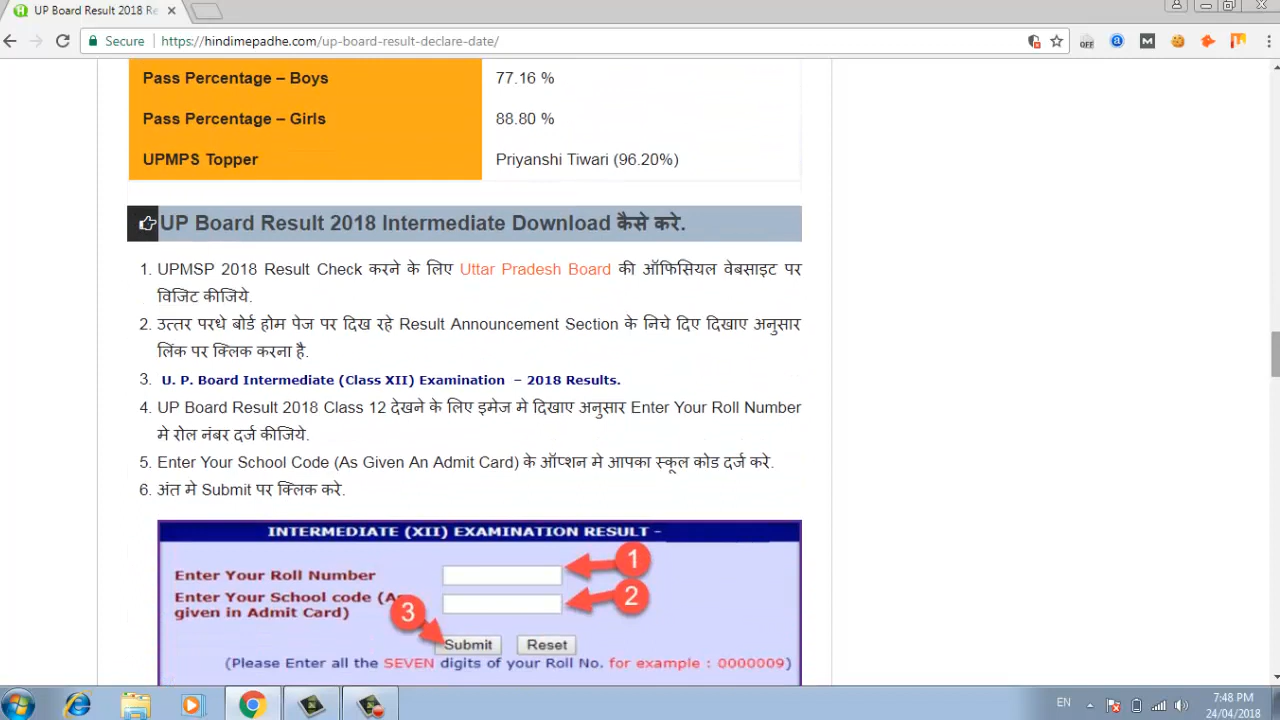 UP Board Result 2018 Re
Secure
https://hindimepadhe.com/up-board-result-declare-date/
OFF
a
M
Pass Percentage – Boys
77.16 %
Pass Percentage – Girls
88.80 %
UPMPS Topper
Priyanshi Tiwari (96.20%)
UP Board Result 2018 Intermediate Download कैसे करे.
1. UPMSP 2018 Result Check करने के लिए Uttar Pradesh Board की ऑफिसियल वेबसाइट पर
विजिट कीजिये.
2. उत्तर परधे बोर्ड होम पेज पर दिख रहे Result Announcement Section के निचे दिए दिखाए अनुसार
लिंक पर क्लिक करना है.
3. U. P. Board Intermediate (Class XII) Examination – 2018 Results.
4. UP Board Result 2018 Class 12 देखने के लिए इमेज मे दिखाए अनुसार Enter Your Roll Number
मे रोल नंबर दर्ज कीजिये.
5. Enter Your School Code (As Given An Admit Card) के ऑप्शन मे आपका स्कूल कोड दर्ज करे.
6. अंत मे Submit पर क्लिक करे.
INTERMEDIATE (XII) EXAMINATION RESULT -
Enter Your Roll Number
1
Enter Your School code (As
given in Admit Card)
2
3
Submit
Reset
(Please Enter all the SEVEN digits of your Roll No. for example : 0000009)
EN
7:48 PM
24/04/2018